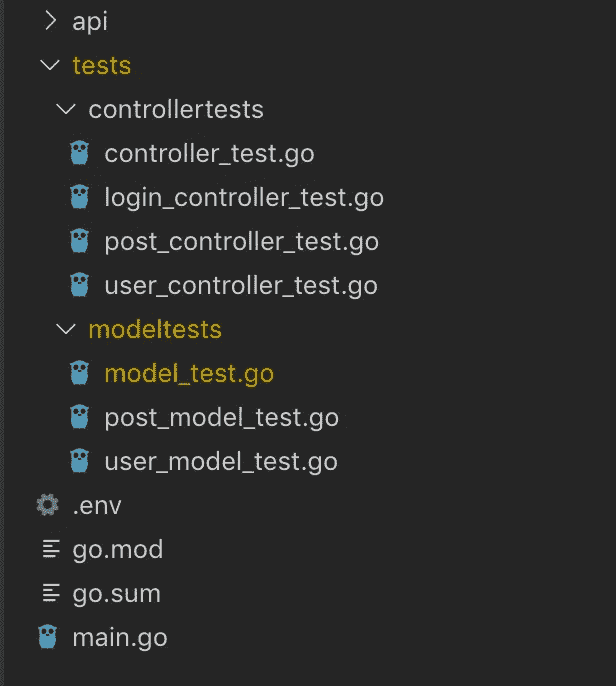 api
tests
controllertests
controller_test.go
login_controller_test.go
post_controller_test.go
user_controller_test.go
modeltests
model_test.go
post_model_test.go
user_model_test.go
.env
go.mod
go.sum
main.go